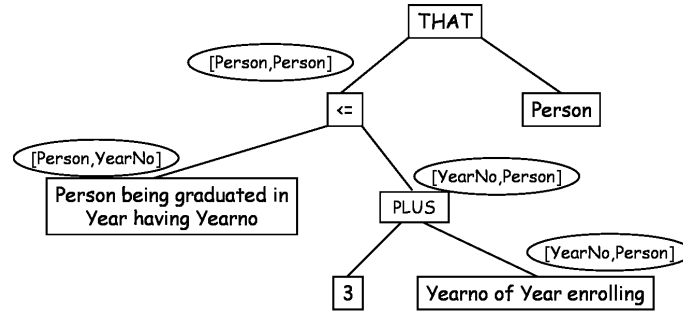 THAT
[Person,Person]
<=
Person
[Person,YearNo]
Person being graduated in
Year having Yearno
[YearNo,Person]
PLUS
[YearNo,Person]
3
Yearno of Year enrolling